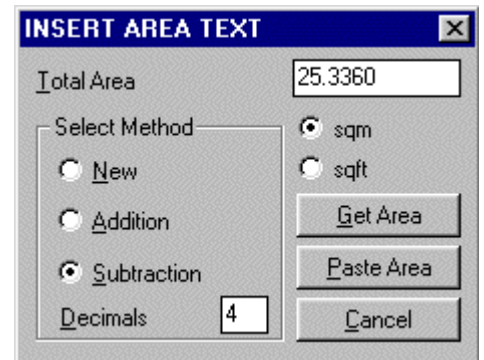 INSERT AREA TEXT
Total Area 25.3360
Select Method
New
Addition
Subtraction
Decimals 4
sqm
sqft
Get Area
Paste Area
Cancel